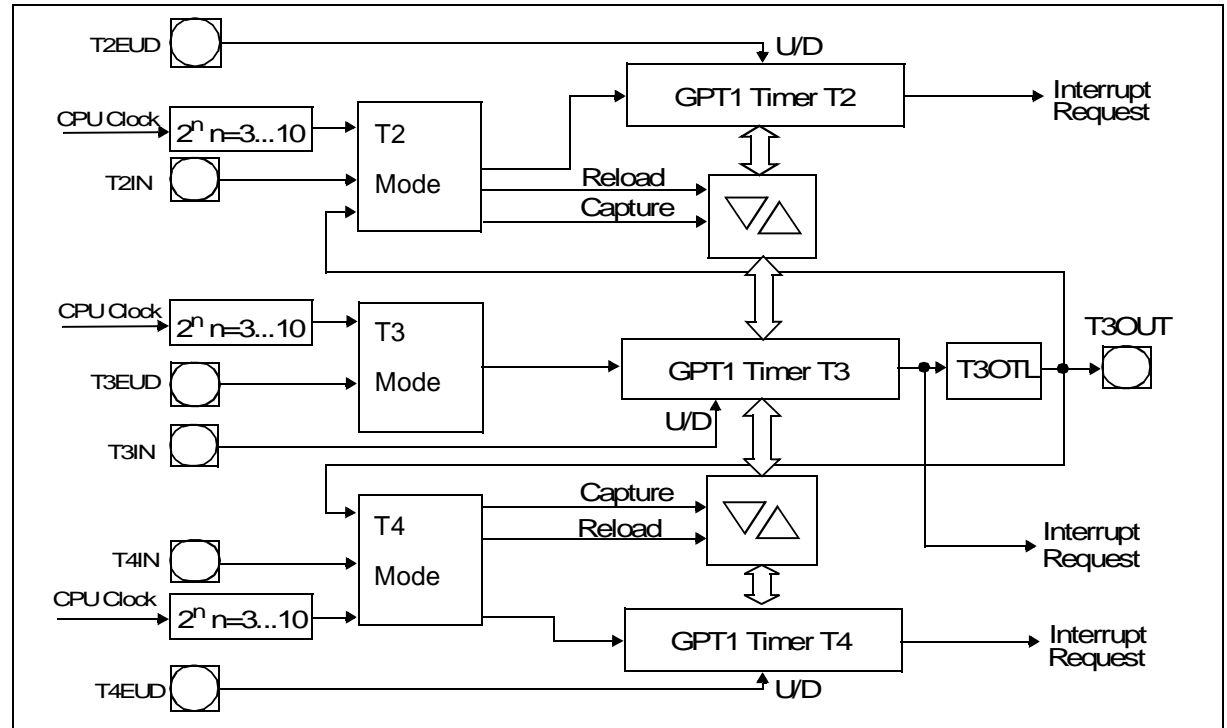 T2EUD
U/D
GPT1 Timer T2
Interrupt
Request
CPU Clock
2ⁿ n=3...10
T2
Mode
T2IN
Reload
Capture
CPU Clock
2ⁿ n=3...10
T3
Mode
T3OUT
GPT1 Timer T3
T3OTL
T3EUD
U/D
T3IN
Capture
Reload
T4
Mode
Interrupt
Request
T4IN
CPU Clock
2ⁿ n=3...10
GPT1 Timer T4
Interrupt
Request
T4EUD
U/D